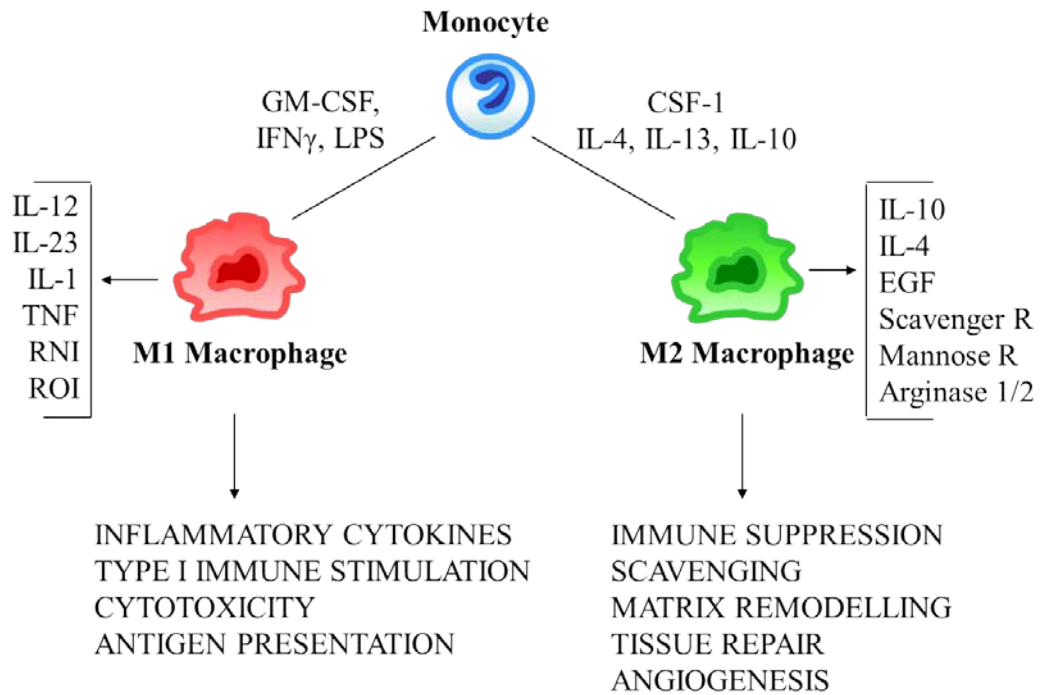 Monocyte
GM-CSF,
IFNγ, LPS
CSF-1
IL-4, IL-13, IL-10
IL-12
IL-23
IL-1
TNF
RNI
ROI
M1 Macrophage
M2 Macrophage
IL-10
IL-4
EGF
Scavenger R
Mannose R
Arginase 1/2
INFLAMMATORY CYTOKINES
TYPE I IMMUNE STIMULATION
CYTOTOXICITY
ANTIGEN PRESENTATION
IMMUNE SUPPRESSION
SCAVENGING
MATRIX REMODELLING
TISSUE REPAIR
ANGIOGENESIS